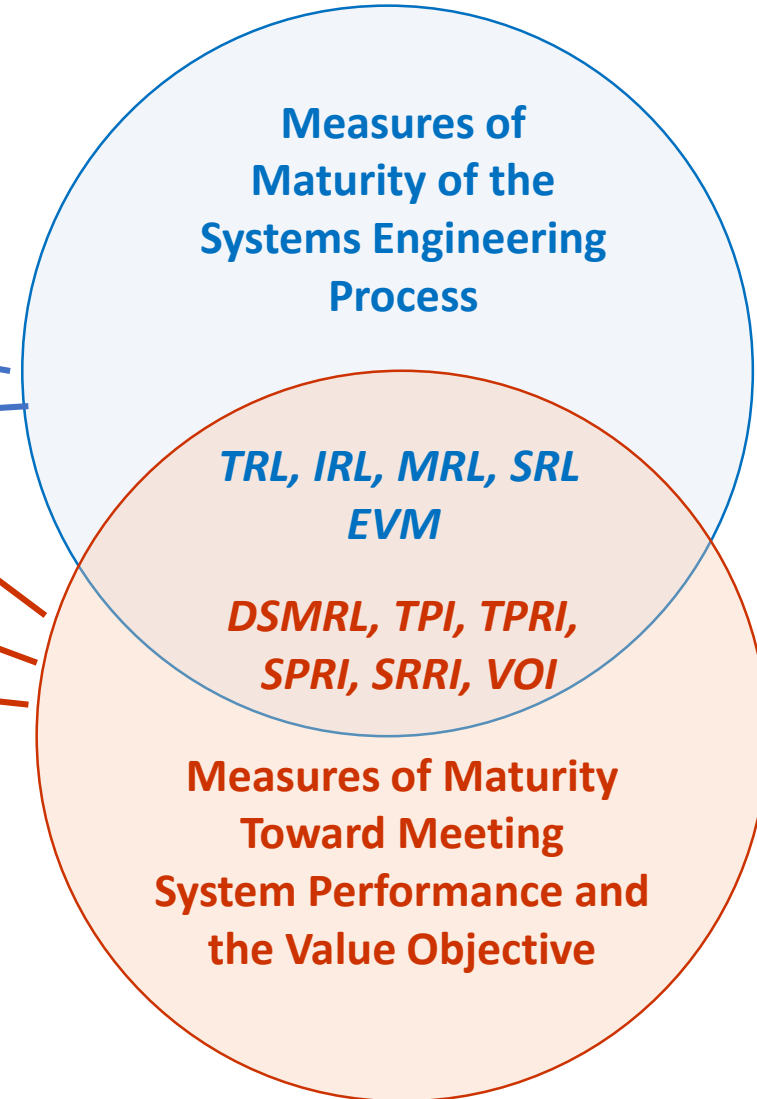 Measures of
Maturity of the
Systems Engineering
Process
TRL, IRL, MRL, SRL
EVM
DSMRL, TPI, TPRI,
SPRI, SRRI, VOI
Measures of Maturity
Toward Meeting
System Performance and
the Value Objective